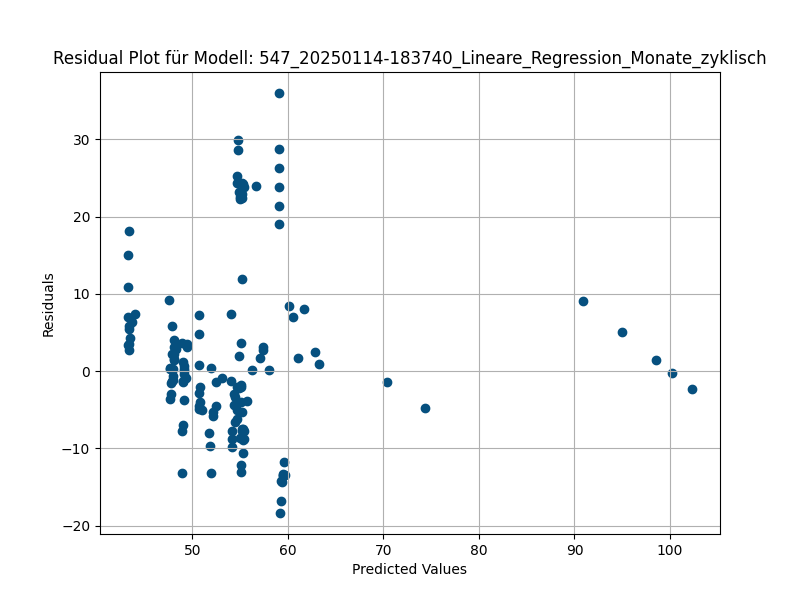 Residual Plot für Modell: 547_20250114-183740_Lineare_Regression_Monate_zyklisch
Residuals
30
20
10
0
−10
−20
50 60 70 80 90 100
Predicted Values